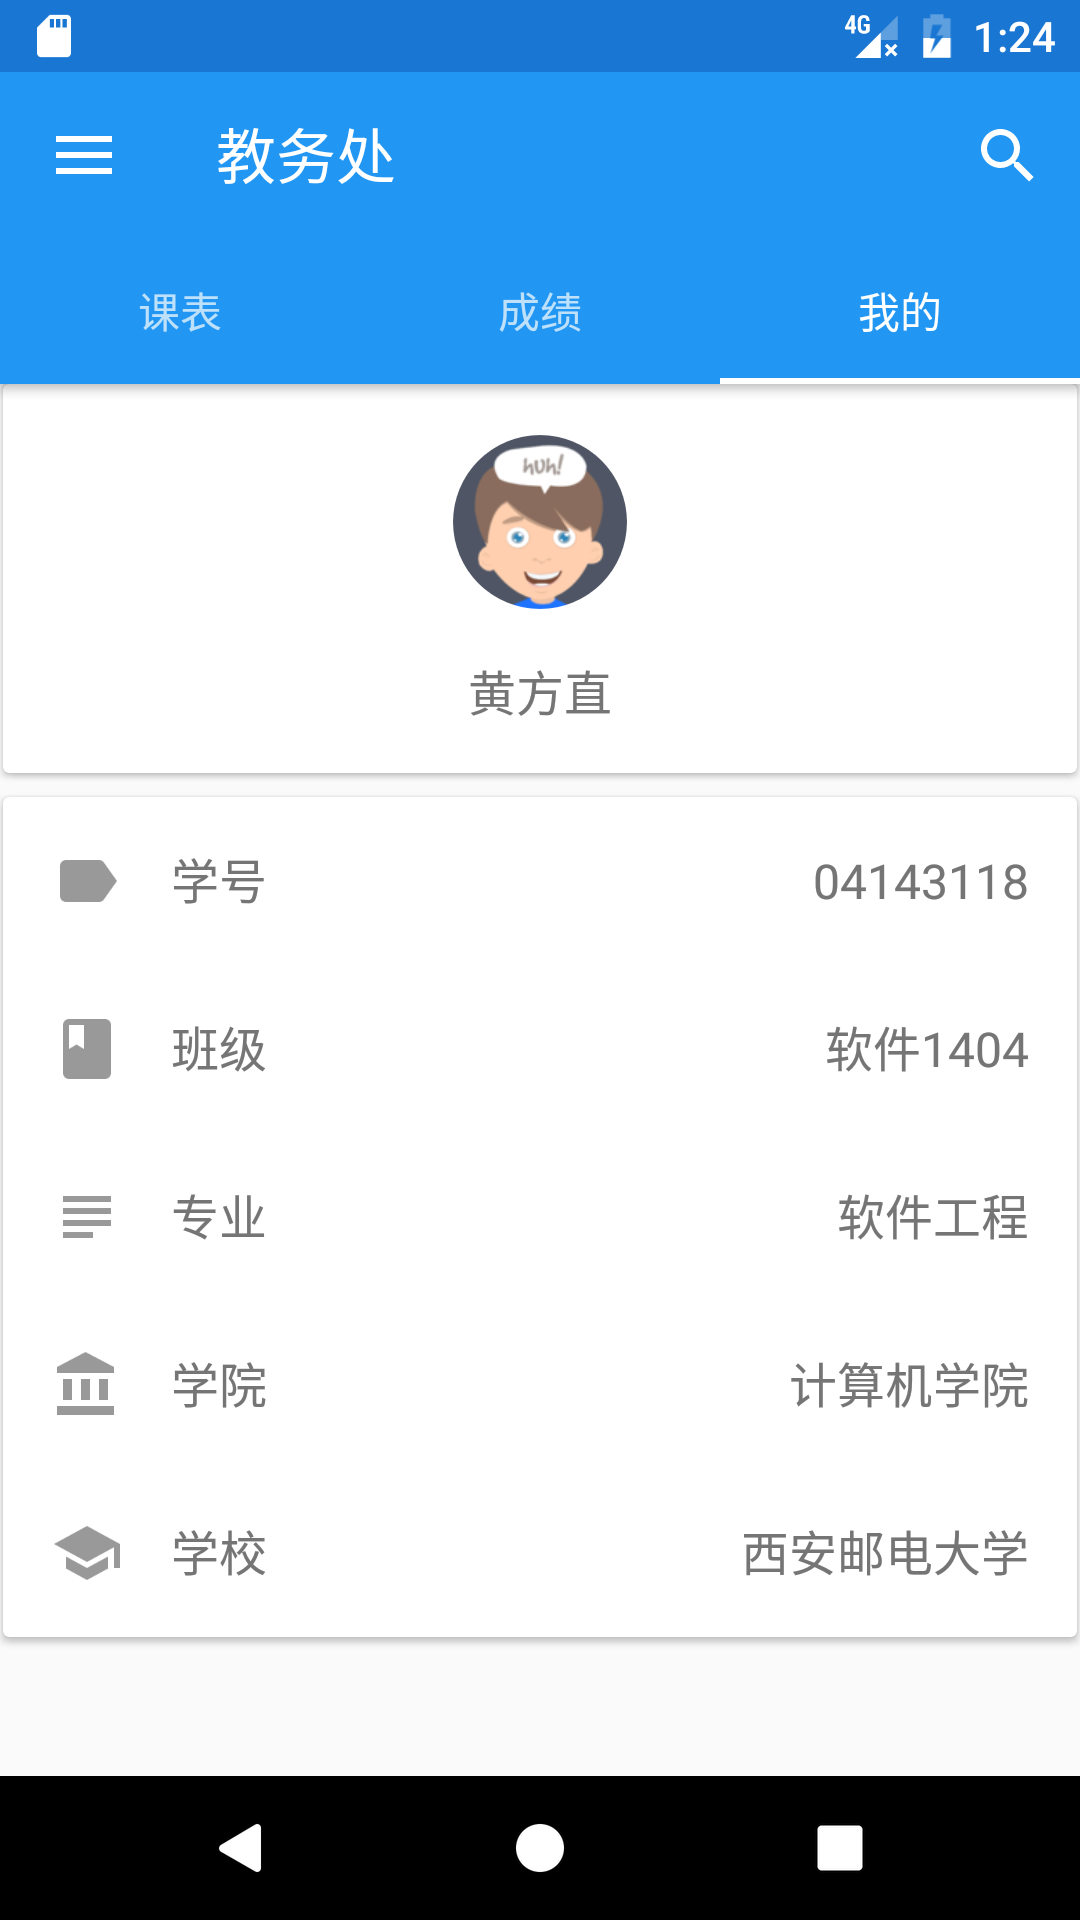 4G 1:24
教务处
课表 成绩 我的
huh!
黄方直
学号 04143118
班级 软件1404
专业 软件工程
学院 计算机学院
学校 西安邮电大学